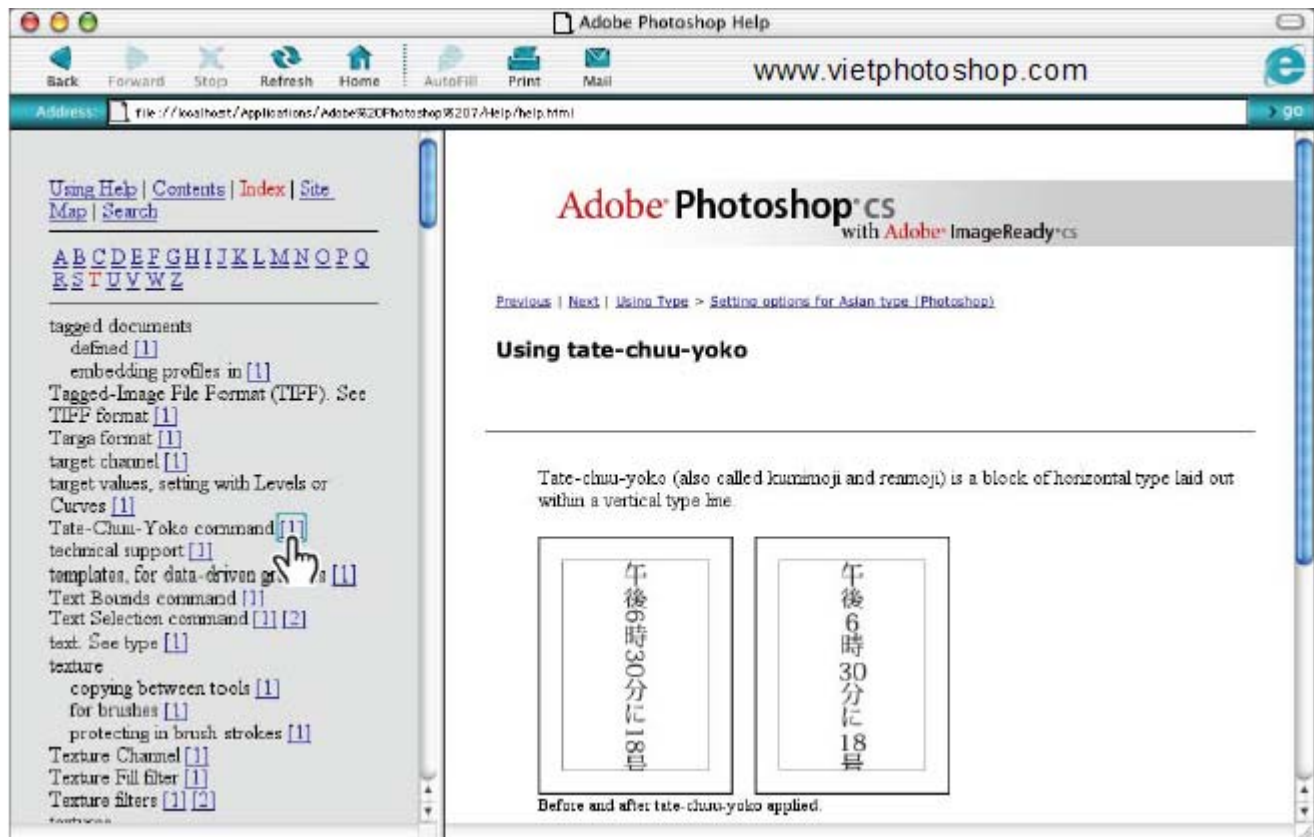 Adobe Photoshop Help
Back Forward Stop Refresh Home AutoFill Print Mail
www.vietphotoshop.com
Address: file://localhost/Applications/Adobe%20Photoshop%207/Help/help.html go
Using Help | Contents | Index | Site
Map | Search
A B C D E F G H I J K L M N O P Q
R S T U V W Z
tagged documents
defined [1]
embedding profiles in [1]
Tagged-Image File Format (TIFF). See
TIFF format [1]
Targa format [1]
target channel [1]
target values, setting with Levels or
Curves [1]
Tate-Chuu-Yoko command [1]
technical support [1]
templates, for data-driven [1]
Text Bounds command [1]
Text Selection command [1] [2]
text. See type [1]
texture
copying between tools [1]
for brushes [1]
protecting in brush strokes [1]
Texture Channel [1]
Texture Fill filter [1]
Texture filters [1] [2]
Adobe Photoshop cs
with Adobe ImageReady cs
Previous | Next | Using Type > Setting options for Asian type (Photoshop)
Using tate-chuu-yoko
Tate-chuu-yoko (also called kumimoji and renmoji) is a block of horizontal type laid out
within a vertical type line.
午後6時30分に18号
午後6時30分に18号
Before and after tate-chuu-yoko applied.